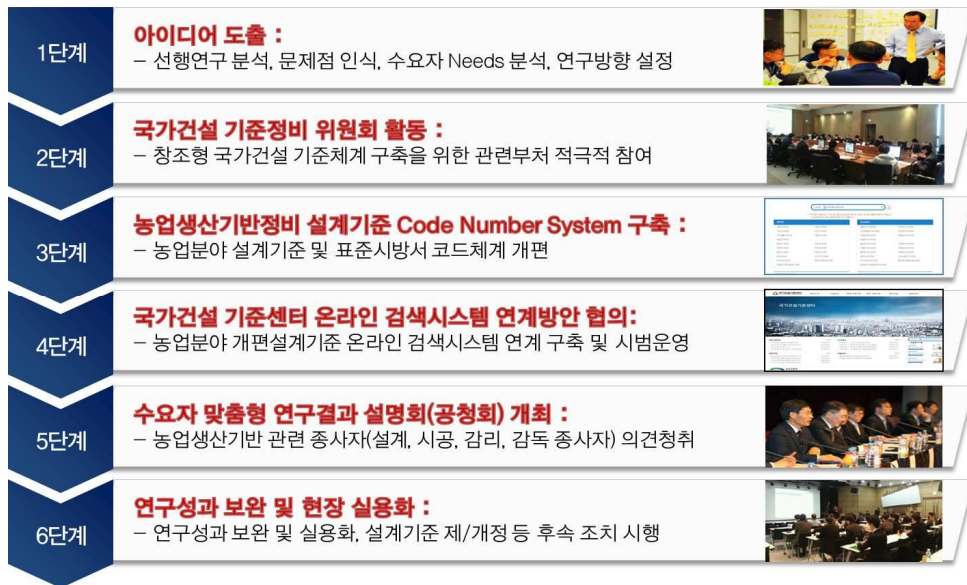 1단계
아이디어 도출 :
– 선행연구 분석, 문제점 인식, 수요자 Needs 분석, 연구방향 설정
2단계
국가건설 기준정비 위원회 활동 :
– 창조형 국가건설 기준체계 구축을 위한 관련부처 적극적 참여
3단계
농업생산기반정비 설계기준 Code Number System 구축 :
– 농업분야 설계기준 및 표준시방서 코드체계 개편
4단계
국가건설 기준센터 온라인 검색시스템 연계방안 협의:
– 농업분야 개편설계기준 온라인 검색시스템 연계 구축 및 시범운영
국가건설기준센터
5단계
수요자 맞춤형 연구결과 설명회(공청회) 개최 :
– 농업생산기반 관련 종사자(설계, 시공, 감리, 감독 종사자) 의견청취
6단계
연구성과 보완 및 현장 실용화 :
– 연구성과 보완 및 실용화, 설계기준 제/개정 등 후속 조치 시행